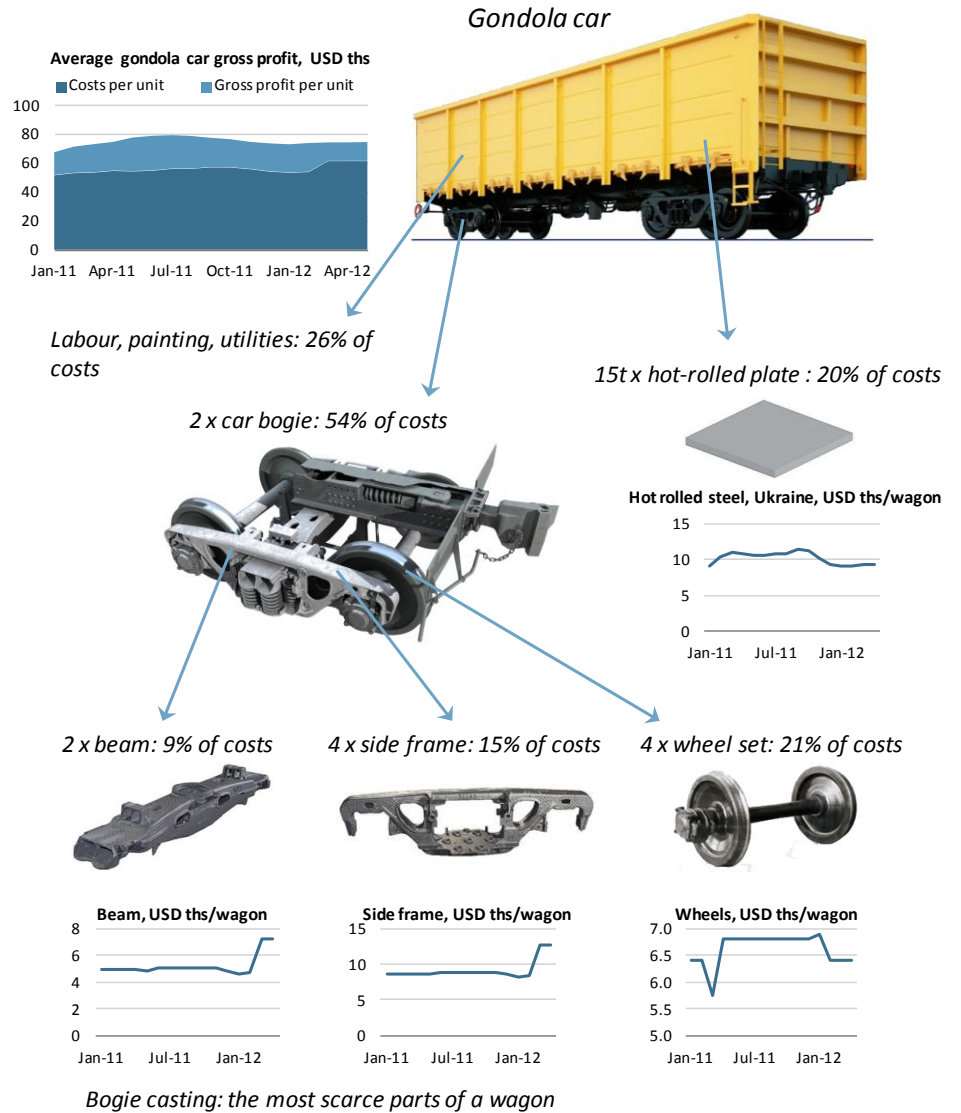 Gondola car
Average gondola car gross profit, USD ths
Costs per unit
Gross profit per unit
100
80
60
40
20
0
Jan-11 Apr-11 Jul-11 Oct-11 Jan-12 Apr-12
Labour, painting, utilities: 26% of
costs
15t x hot-rolled plate : 20% of costs
2 x car bogie: 54% of costs
Hot rolled steel, Ukraine, USD ths/wagon
15
10
5
0
Jan-11 Jul-11 Jan-12
2 x beam: 9% of costs
4 x side frame: 15% of costs
4 x wheel set: 21% of costs
Beam, USD ths/wagon
8
6
4
2
0
Jan-11 Jul-11 Jan-12
Side frame, USD ths/wagon
15
10
5
0
Jan-11 Jul-11 Jan-12
Wheels, USD ths/wagon
7.0
6.5
6.0
5.5
5.0
Jan-11 Jul-11 Jan-12
Bogie casting: the most scarce parts of a wagon